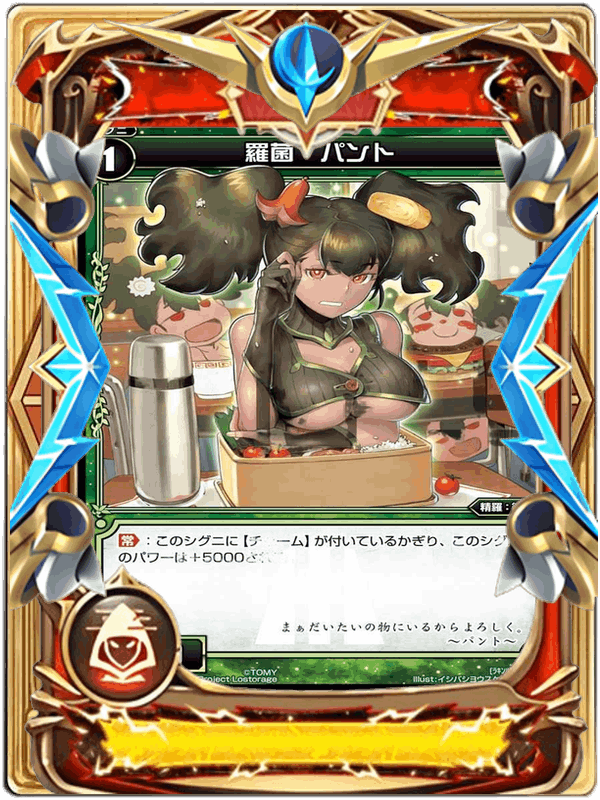 1
羅菌 パント
精羅:
常:このシグニに【チ ーム】が付いているかぎり、このシグ
のパワーは+5000さ
まぁだいたいの物にいるからよろしく。
〜パント〜
©TOMY
Project Lostorage
Illust:イシバシヨウス